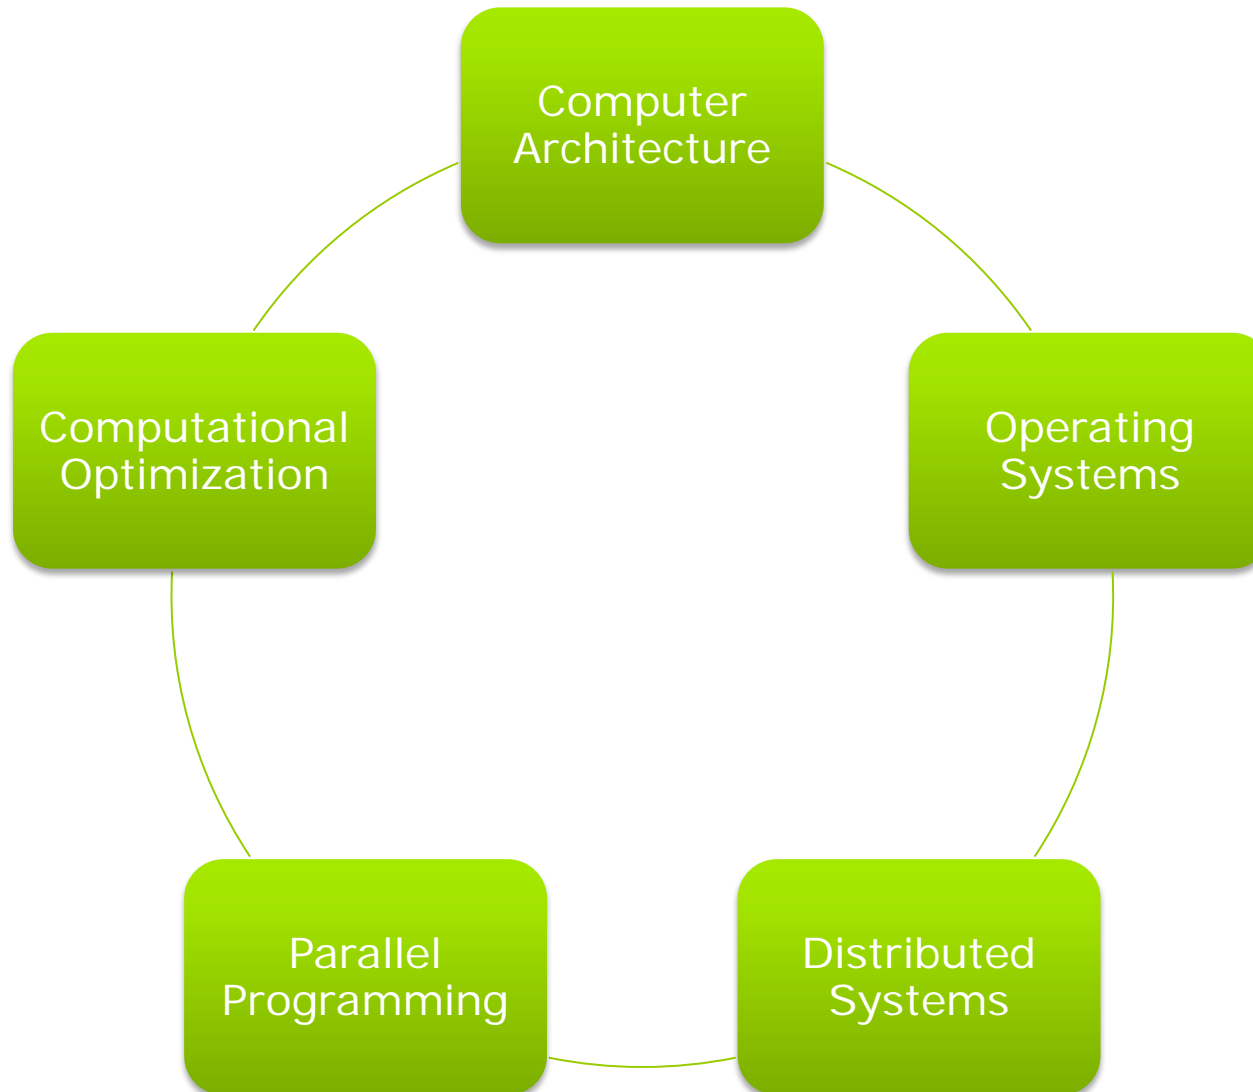 Computer
Architecture
Operating
Systems
Distributed
Systems
Parallel
Programming
Computational
Optimization